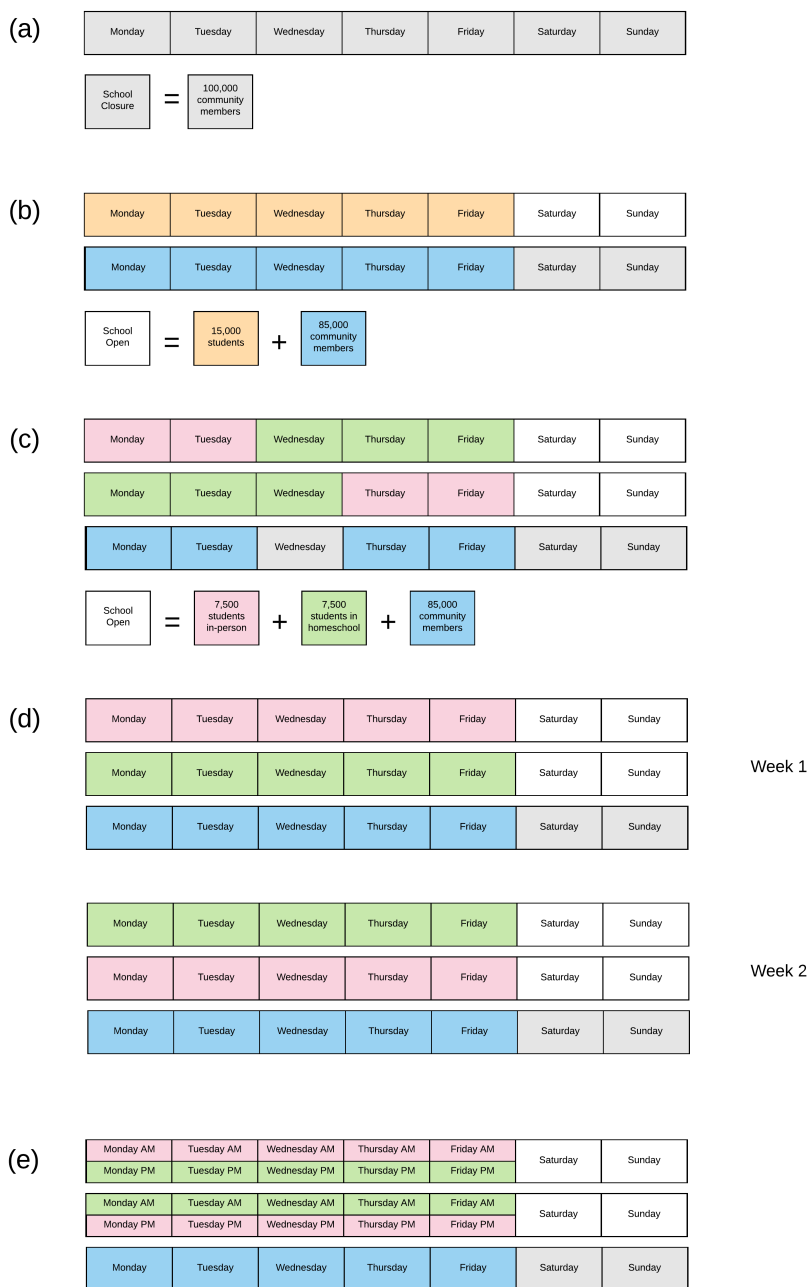 (a)
Monday Tuesday Wednesday Thursday Friday Saturday Sunday
School
Closure
=
100,000
community
members
(b)
Monday Tuesday Wednesday Thursday Friday Saturday Sunday
Monday Tuesday Wednesday Thursday Friday Saturday Sunday
School
Open
=
15,000
students
+
85,000
community
members
(c)
Monday Tuesday Wednesday Thursday Friday Saturday Sunday
Monday Tuesday Wednesday Thursday Friday Saturday Sunday
Monday Tuesday Wednesday Thursday Friday Saturday Sunday
School
Open
=
7,500
students
in-person
+
7,500
students in
homeschool
+
85,000
community
members
(d)
Monday Tuesday Wednesday Thursday Friday Saturday Sunday
Monday Tuesday Wednesday Thursday Friday Saturday Sunday
Week 1
Monday Tuesday Wednesday Thursday Friday Saturday Sunday
Monday Tuesday Wednesday Thursday Friday Saturday Sunday
Monday Tuesday Wednesday Thursday Friday Saturday Sunday
Week 2
Monday Tuesday Wednesday Thursday Friday Saturday Sunday
(e)
Monday AM Tuesday AM Wednesday AM Thursday AM Friday AM Saturday Sunday
Monday PM Tuesday PM Wednesday PM Thursday PM Friday PM
Monday AM Tuesday AM Wednesday AM Thursday AM Friday AM Saturday Sunday
Monday PM Tuesday PM Wednesday PM Thursday PM Friday PM
Monday Tuesday Wednesday Thursday Friday Saturday Sunday